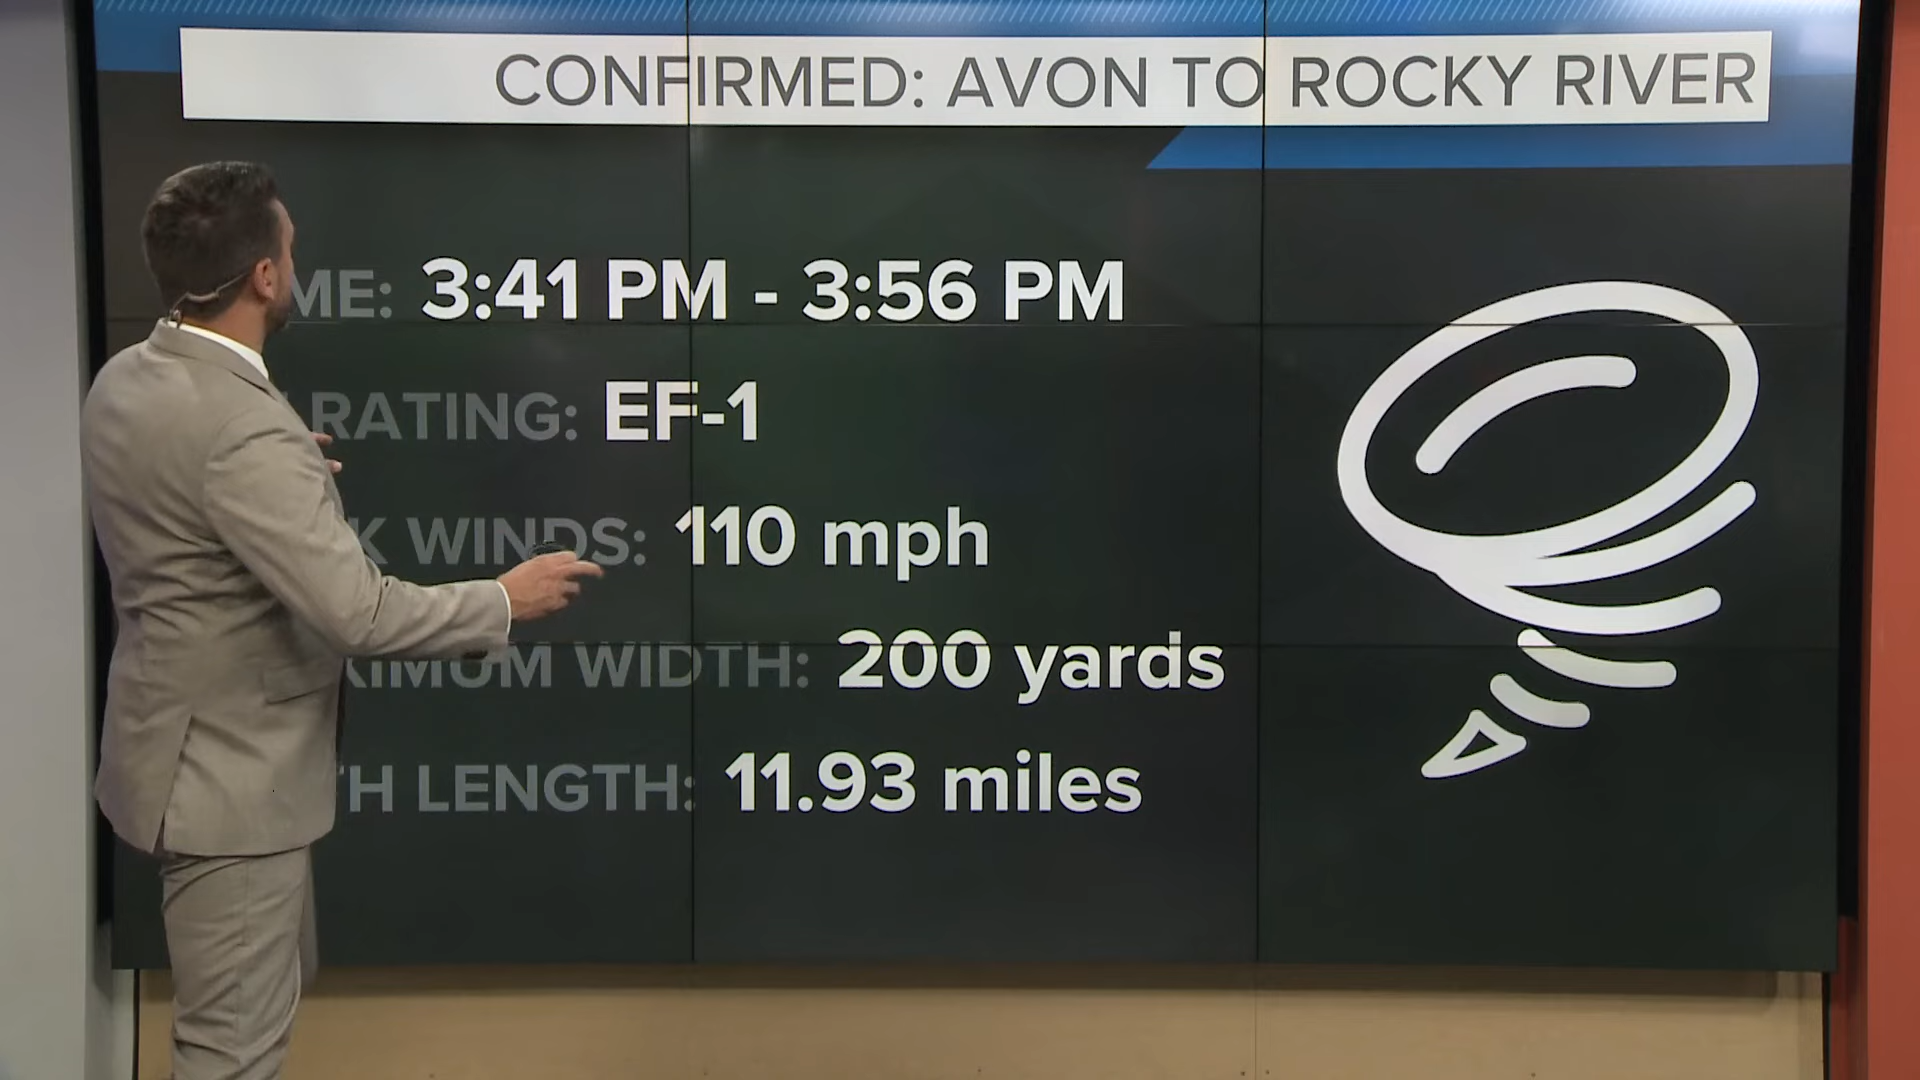 CONFIRMED: AVON TO ROCKY RIVER
ME: 3:41 PM - 3:56 PM
RATING: EF-1
K WINDS: 110 mph
XIMUM WIDTH: 200 yards
TH LENGTH: 11.93 miles